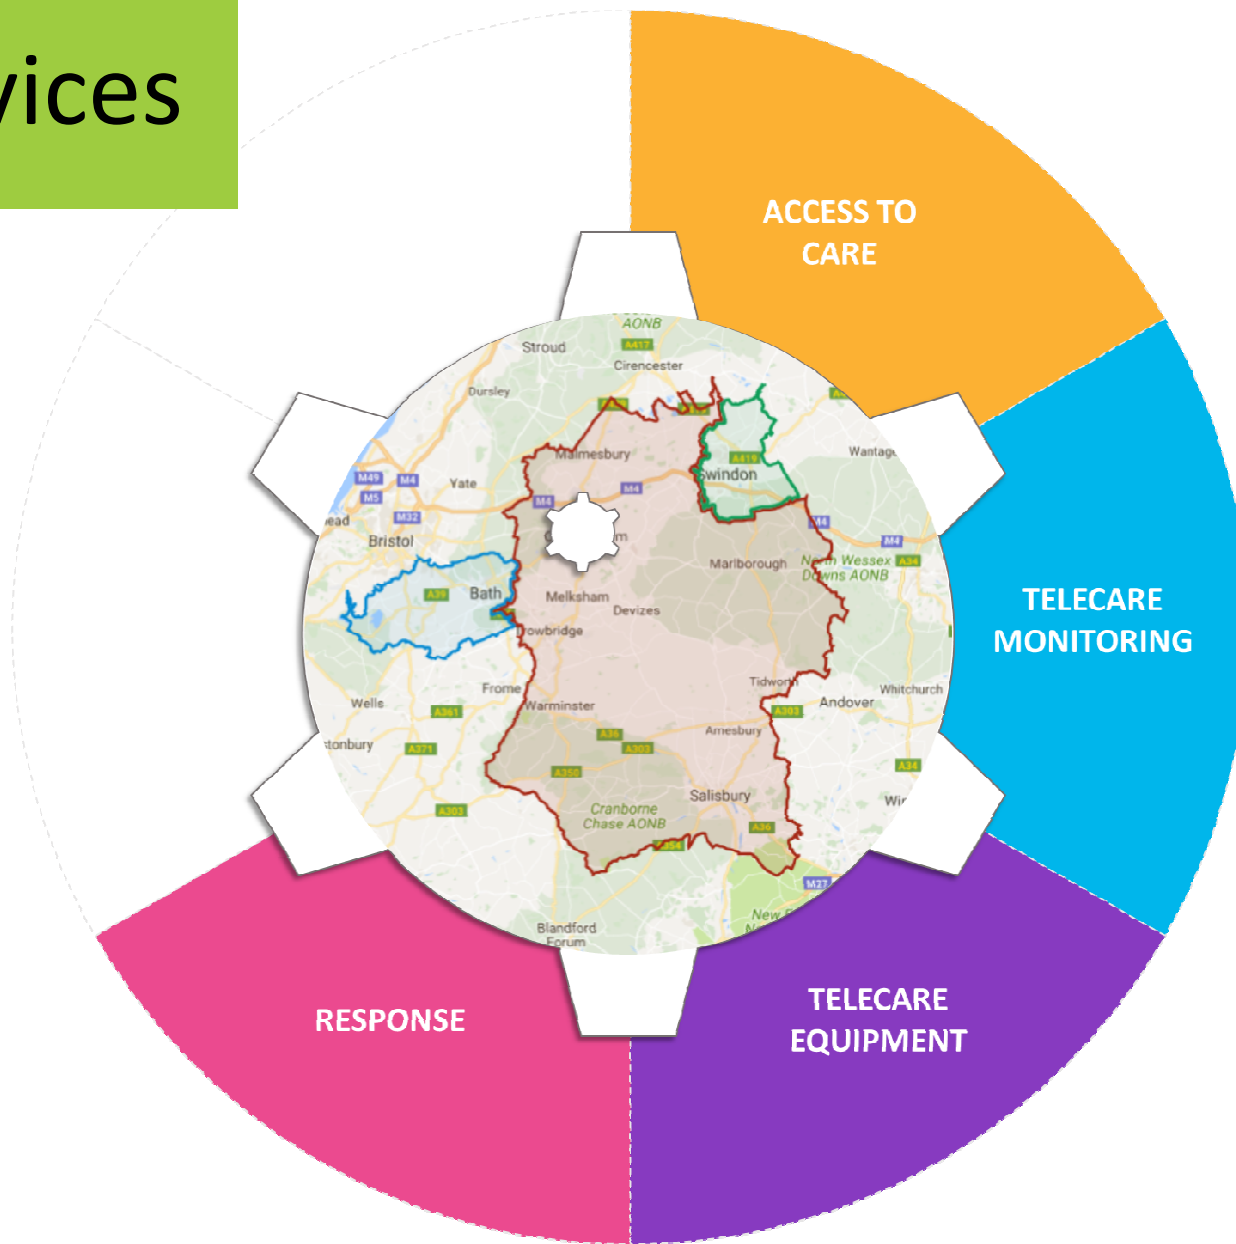 vices
ACCESS TO
CARE
AONB
A417
Stroud
Cirencester
Dursley
Malmesbury
A419
Wantage
Swindon
M49
M4
Yate
M4
M5
M4
M32
M4
Bristol
M4
Marlborough
North Wessex
Downs AONB
A34
A39
Bath
Melksham
Devizes
TELECARE
MONITORING
Trowbridge
Tidworth
Frome
Whitchurch
Wells
Warminster
Andover
A361
A303
Amesbury
A36
A303
A371
A34
A350
Salisbury
A303
Cranborne
Chase AONB
A36
A354
M27
Blandford
Forum
RESPONSE
TELECARE
EQUIPMENT